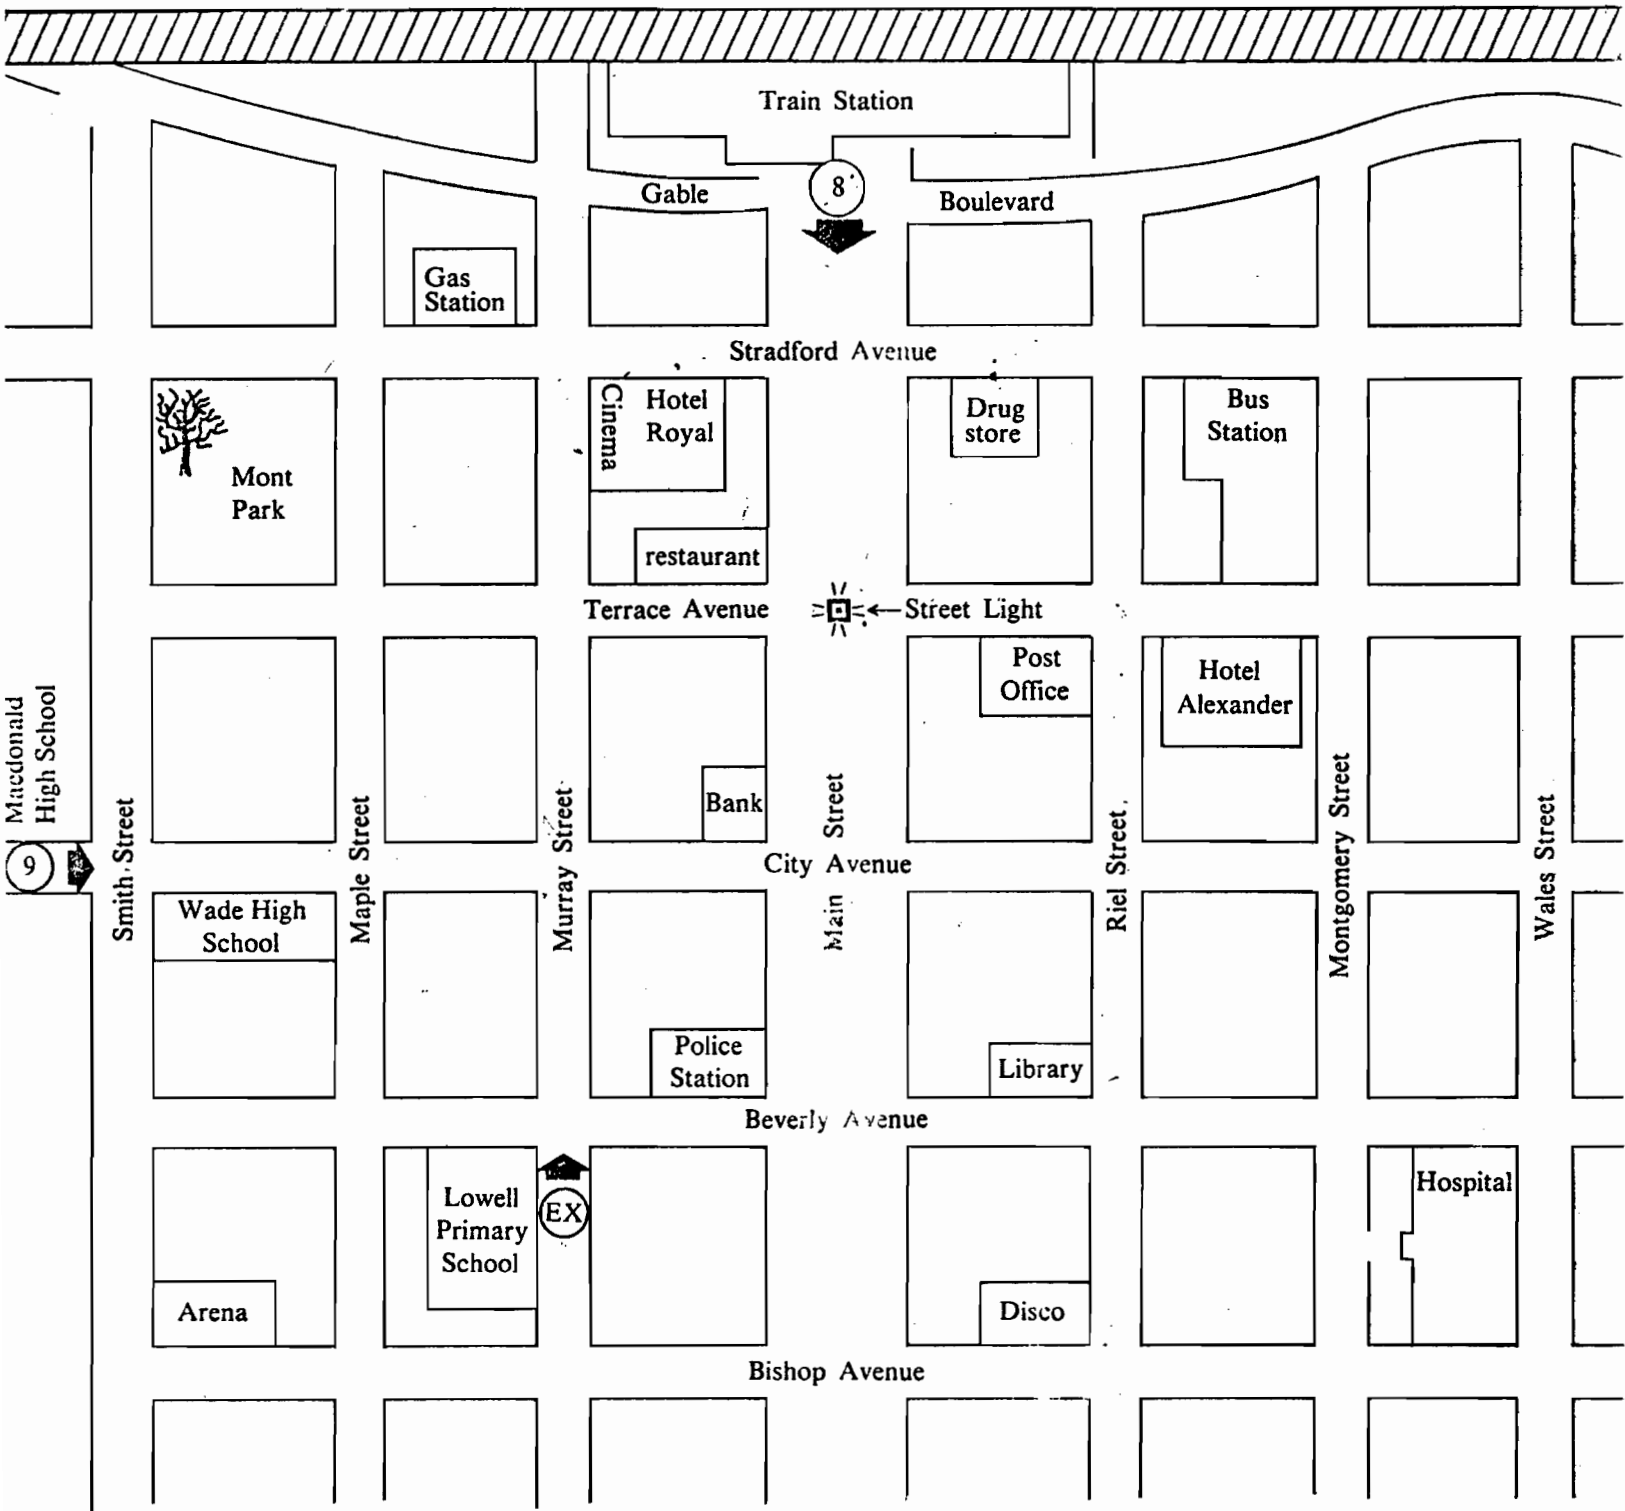 Train Station
8
Gable
Boulevard
Gas
Station
Stradford Avenue
Cinema
Hotel
Royal
Drug
store
Bus
Station
Mont
Park
restaurant
Terrace Avenue
Street Light
Post
Office
Hotel
Alexander
Macdonald
High School
Bank
Smith Street
Maple Street
Murray Street
Main Street
Riel Street
Montgomery Street
Wales Street
9
City Avenue
Wade High
School
Police
Station
Library
Beverly Avenue
Lowell
Primary
School
EX
Hospital
Arena
Disco
Bishop Avenue